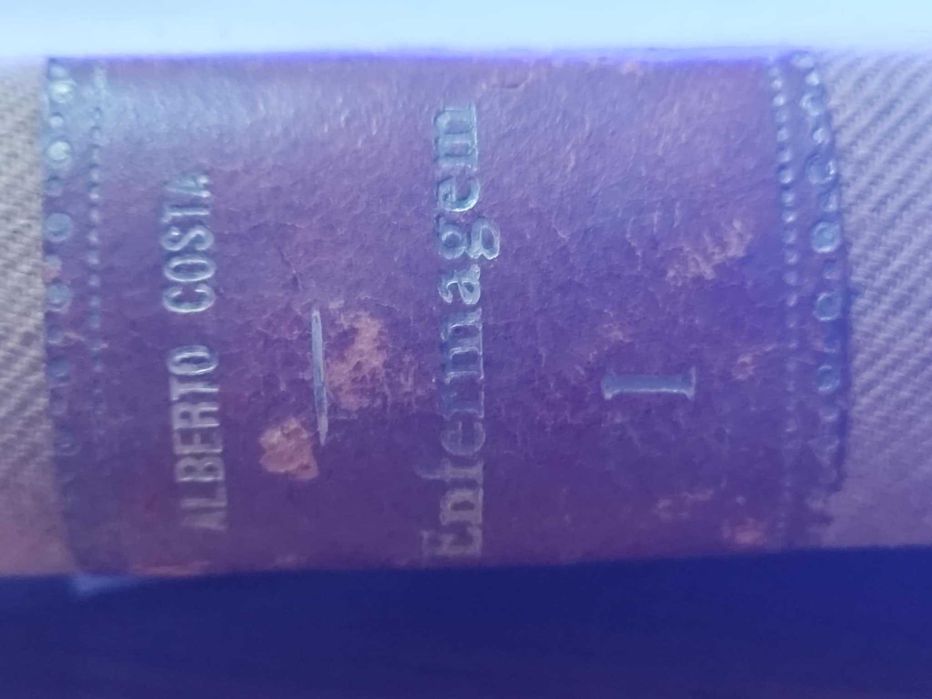 ALBERTO COSTA
Enfermagem
I